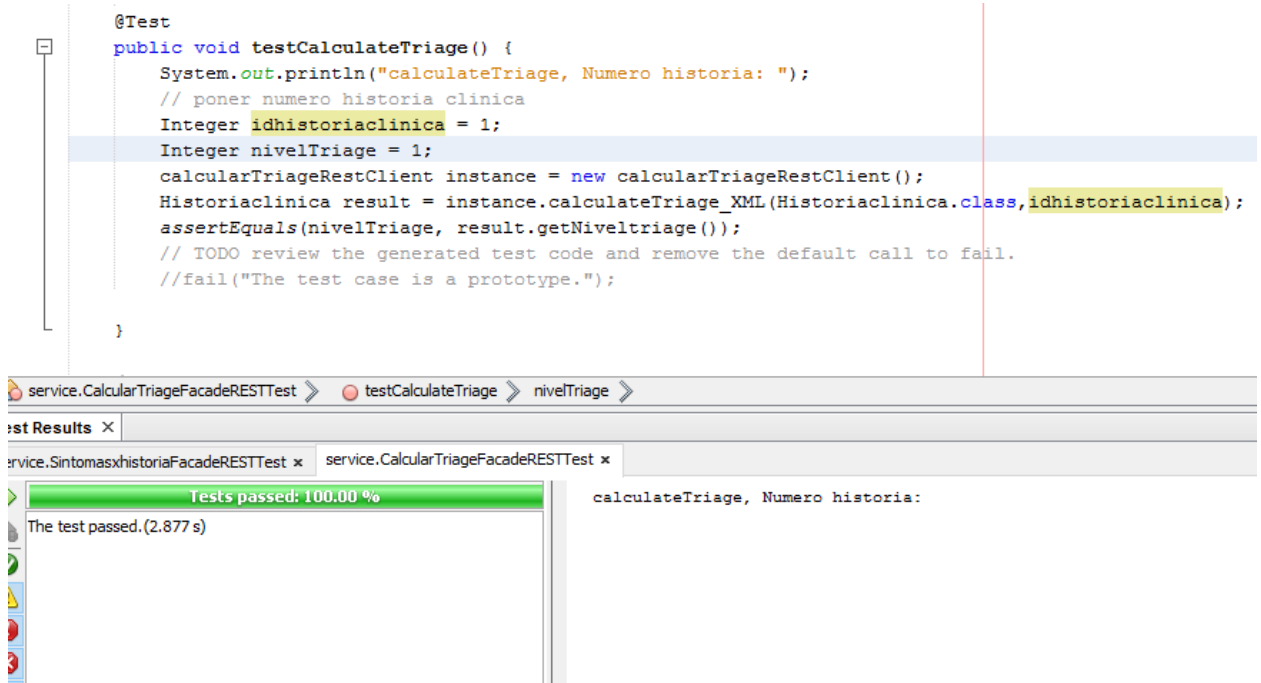 @Test
public void testCalculateTriage() {
System.out.println("calculateTriage, Numero historia: ");
// poner numero historia clinica
Integer idhistoriaclinica = 1;
Integer nivelTriage = 1;
calcularTriageRestClient instance = new calcularTriageRestClient();
Historiaclinica result = instance.calculateTriage_XML(Historiaclinica.class,idhistoriaclinica);
assertEquals(nivelTriage, result.getNiveltriage());
// TODO review the generated test code and remove the default call to fail.
//fail("The test case is a prototype.");
}
service.CalcularTriageFacadeRESTTest testCalculateTriage nivelTriage
est Results ×
ervice.SintomasxhistoriaFacadeRESTTest × service.CalcularTriageFacadeRESTTest ×
Tests passed: 100.00 %
The test passed.(2.877 s)
calculateTriage, Numero historia: